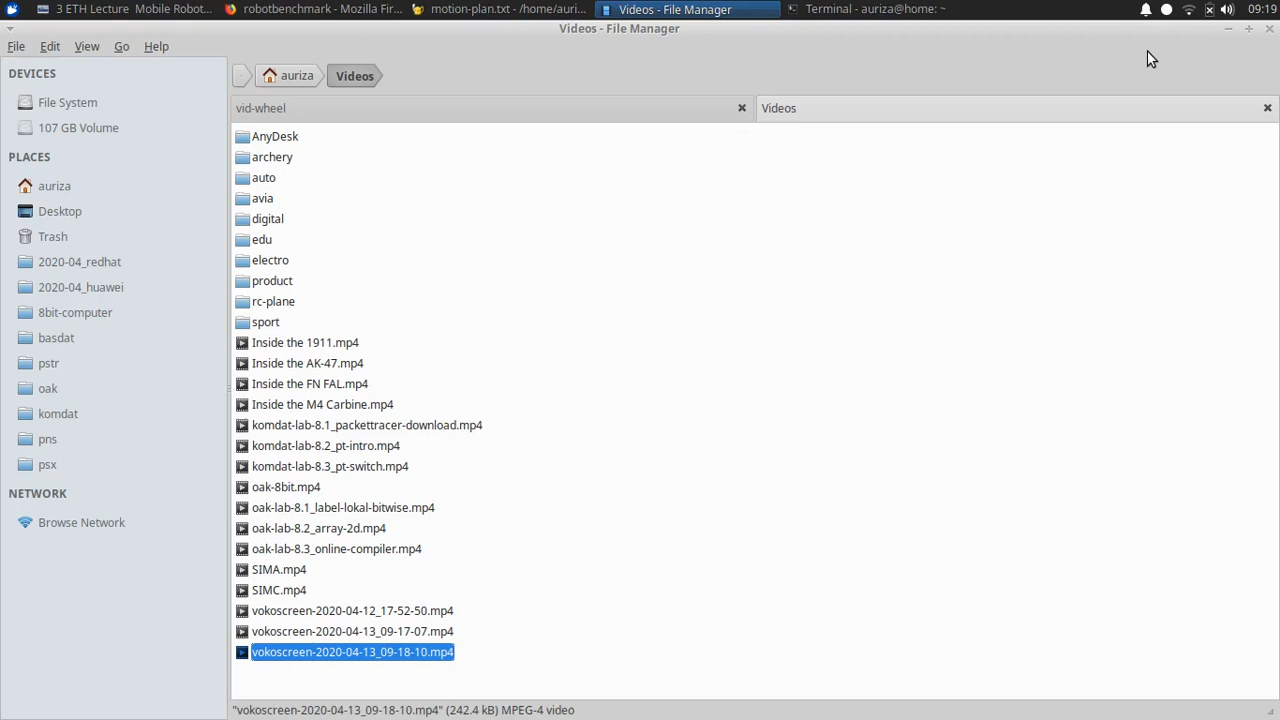 3 ETH Lecture  Mobile Robot...
robotbenchmark - Mozilla Fir...
motion-plan.txt - /home/auri...
Videos - File Manager
Terminal - auriza@home: ~
09:19
Videos - File Manager
File Edit View Go Help
DEVICES
File System
107 GB Volume
PLACES
auriza
Desktop
Trash
2020-04_redhat
2020-04_huawei
8bit-computer
basdat
pstr
oak
komdat
pns
psx
NETWORK
Browse Network
auriza
Videos
vid-wheel
Videos
AnyDesk
archery
auto
avia
digital
edu
electro
product
rc-plane
sport
Inside the 1911.mp4
Inside the AK-47.mp4
Inside the FN FAL.mp4
Inside the M4 Carbine.mp4
komdat-lab-8.1_packettracer-download.mp4
komdat-lab-8.2_pt-intro.mp4
komdat-lab-8.3_pt-switch.mp4
oak-8bit.mp4
oak-lab-8.1_label-lokal-bitwise.mp4
oak-lab-8.2_array-2d.mp4
oak-lab-8.3_online-compiler.mp4
SIMA.mp4
SIMC.mp4
vokoscreen-2020-04-12_17-52-50.mp4
vokoscreen-2020-04-13_09-17-07.mp4
vokoscreen-2020-04-13_09-18-10.mp4
"vokoscreen-2020-04-13_09-18-10.mp4" (242.4 kB) MPEG-4 video